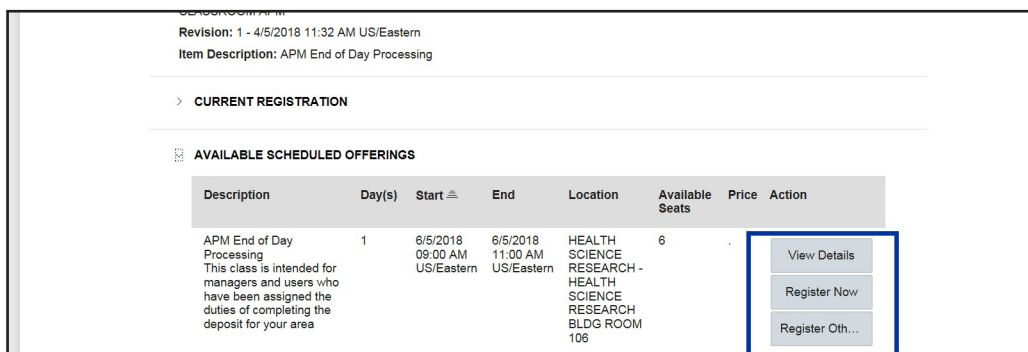 Revision: 1 - 4/5/2018 11:32 AM US/Eastern
Item Description: APM End of Day Processing
CURRENT REGISTRATION
AVAILABLE SCHEDULED OFFERINGS
Description Day(s) Start End Location Available Seats Price Action
APM End of Day
Processing
This class is intended for
managers and users who
have been assigned the
duties of completing the
deposit for your area
1
6/5/2018
09:00 AM
US/Eastern
6/5/2018
11:00 AM
US/Eastern
HEALTH
SCIENCE
RESEARCH -
HEALTH
SCIENCE
RESEARCH
BLDG ROOM
106
6
.
View Details
Register Now
Register Oth...